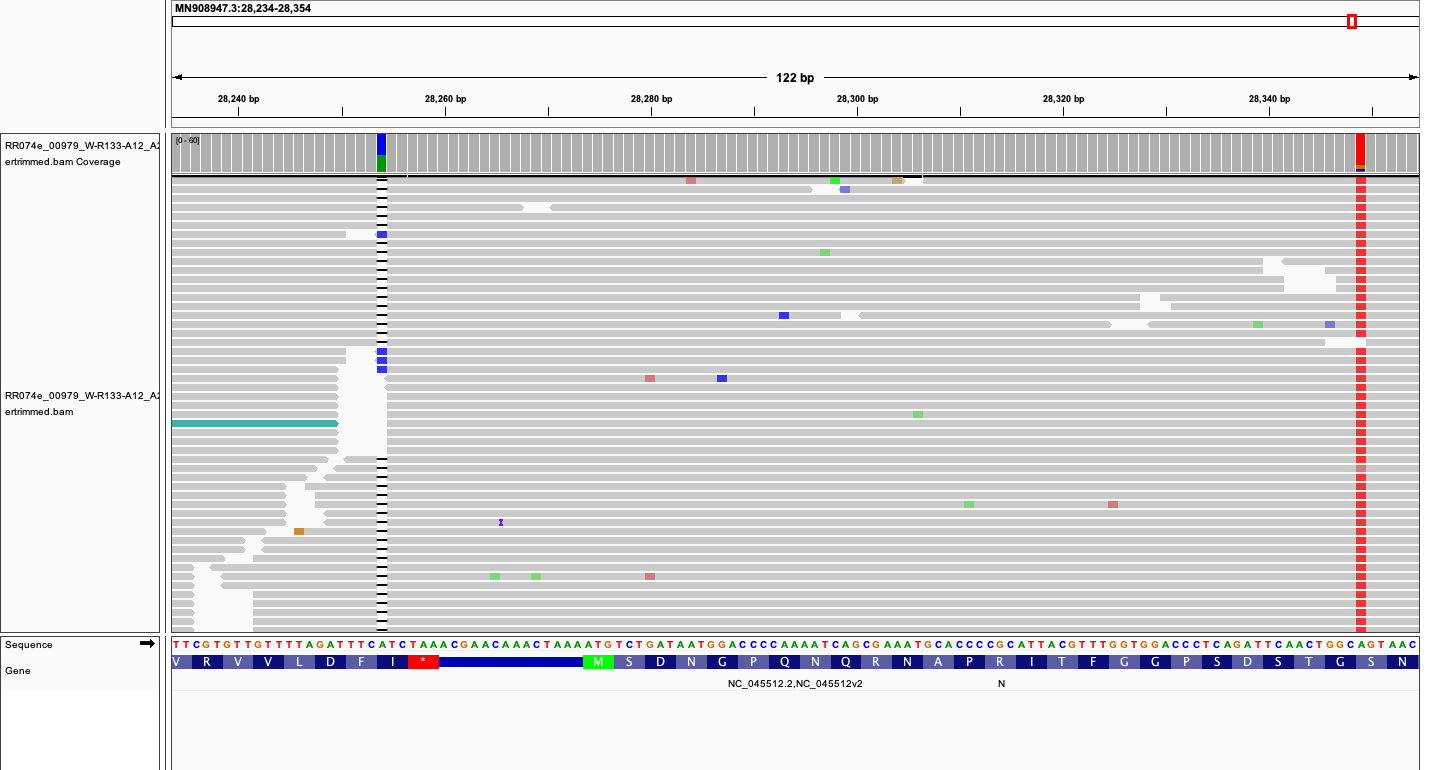 MN908947.3:28,234-28,354
122 bp
28,240 bp 28,260 bp 28,280 bp 28,300 bp 28,320 bp 28,340 bp
RR074e_00979_W-R133-A12_A2
ertrimmed.bam Coverage
[0 - 60]
RR074e_00979_W-R133-A12_A2
ertrimmed.bam
Sequence
TTCGTGTTGTTTTAGATTTCATCTAAACGAACAAACTAAAATGTCTGATAATGGACCCCAAAATCAGCGAAATGCACCCCGCATTACGTTTGGTGGACCCTCAGATTCAACTGGCAGTAAC
Gene
V R V V L D F I * M S D N G P Q N Q R N A P R I T F G G P S D S T G S N
NC_045512.2,NC_045512v2 N